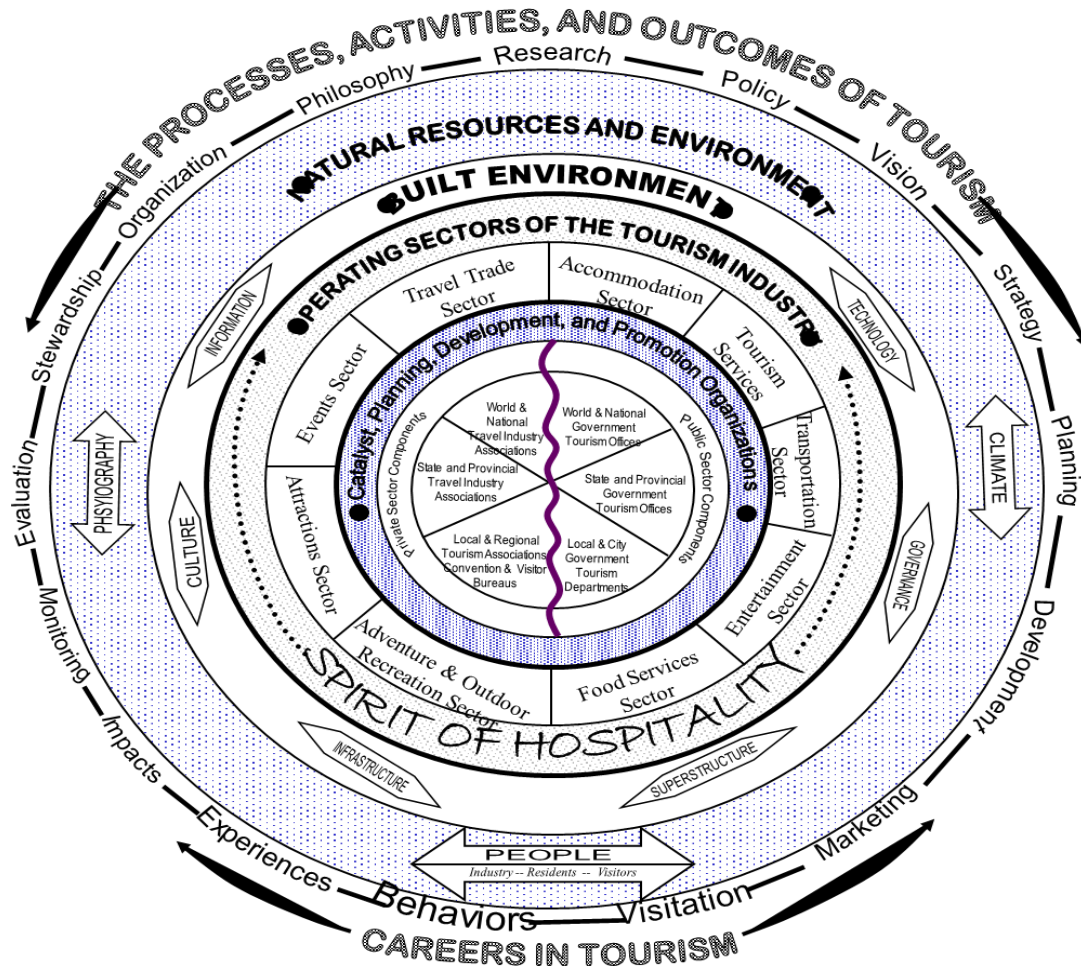 THE PROCESSES, ACTIVITIES, AND OUTCOMES OF TOURISM
Research
Policy
Vision
Strategy
Planning
Development
Marketing
Visitation
Behaviors
Experiences
Impacts
Monitoring
Evaluation
Stewardship
Organization
Philosophy
NATURAL RESOURCES AND ENVIRONMENT
CLIMATE
PEOPLE
Industry -- Residents -- Visitors
PHSYIOGRAPHY
BUILT ENVIRONMENT
TECHNOLOGY
GOVERNANCE
SUPERSTRUCTURE
INFRASTRUCTURE
CULTURE
INFORMATION
OPERATING SECTORS OF THE TOURISM INDUSTRY
SPIRIT OF HOSPITALITY
Travel Trade
Sector
Accommodation
Sector
Tourism
Services
Transportation
Sector
Entertainment
Sector
Food Services
Sector
Adventure & Outdoor
Recreation Sector
Attractions Sector
Events Sector
Catalyst, Planning, Development, and Promotion Organizations
Private Sector Components
Public Sector Components
World &
National
Travel Industry
Associations
World & National
Government
Tourism Offices
State and Provincial
Travel Industry
Associations
State and Provincial
Government
Tourism Offices
Local & Regional
Tourism Associations
Convention & Visitor
Bureaus
Local & City
Government
Tourism
Departments
CAREERS IN TOURISM